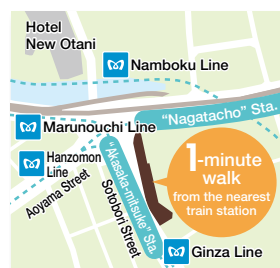 Hotel
New Otani
Namboku Line
"Nagatacho" Sta.
Marunouchi Line
Hanzomon
Line
Aoyama Street
"Akasaka-mitsuke" Sta.
Sotobori Street
1-minute
walk
from the nearest
train station
Ginza Line